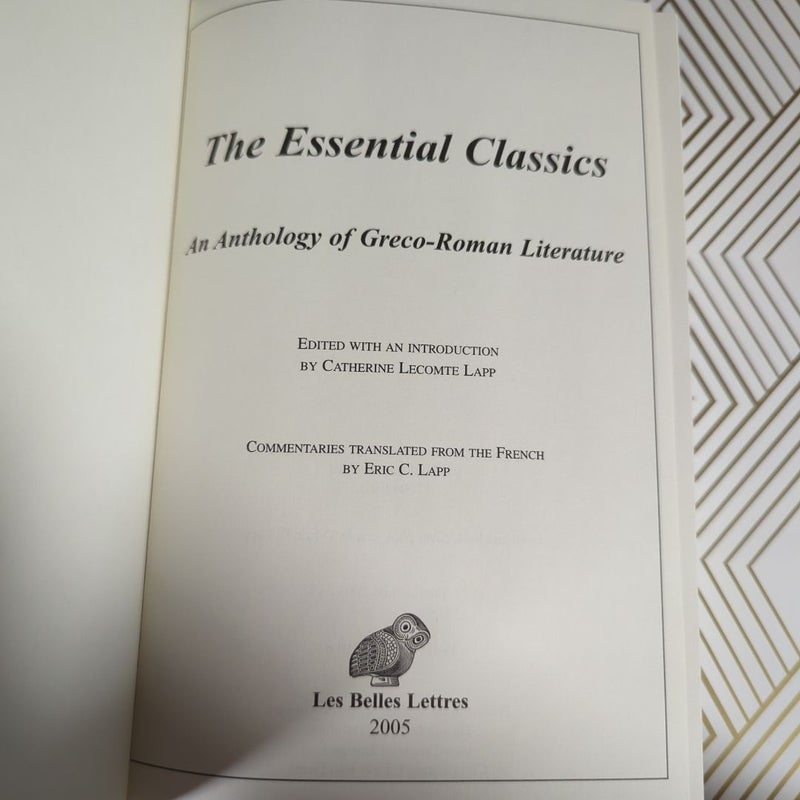 The Essential Classics
An Anthology of Greco-Roman Literature
Edited with an introduction
by Catherine Lecomte Lapp
Commentaries translated from the French
by Eric C. Lapp
Les Belles Lettres
2005